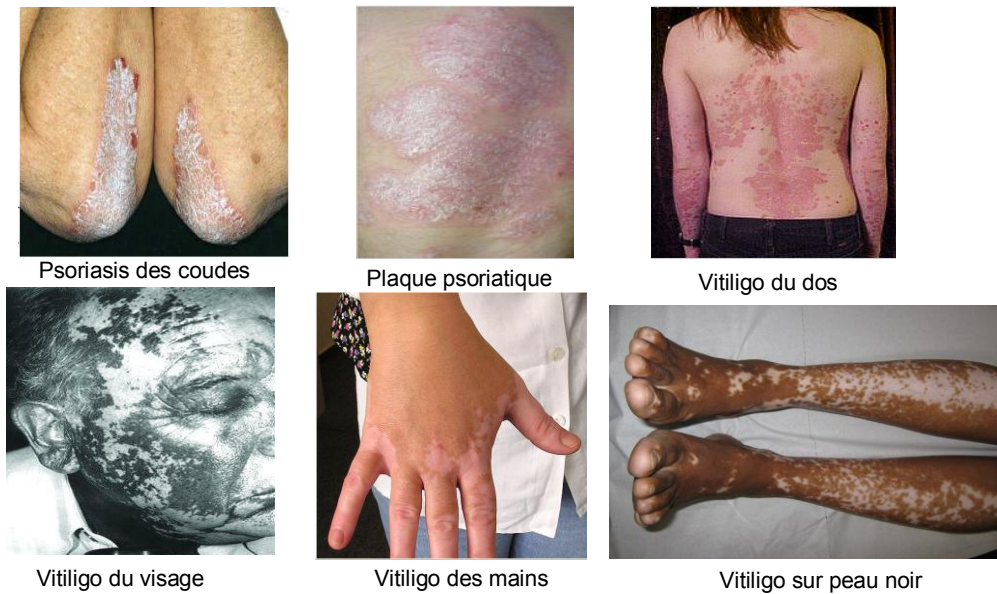 Psoriasis des coudes
Plaque psoriatique
Vitiligo du dos
Vitiligo du visage
Vitiligo des mains
Vitiligo sur peau noir